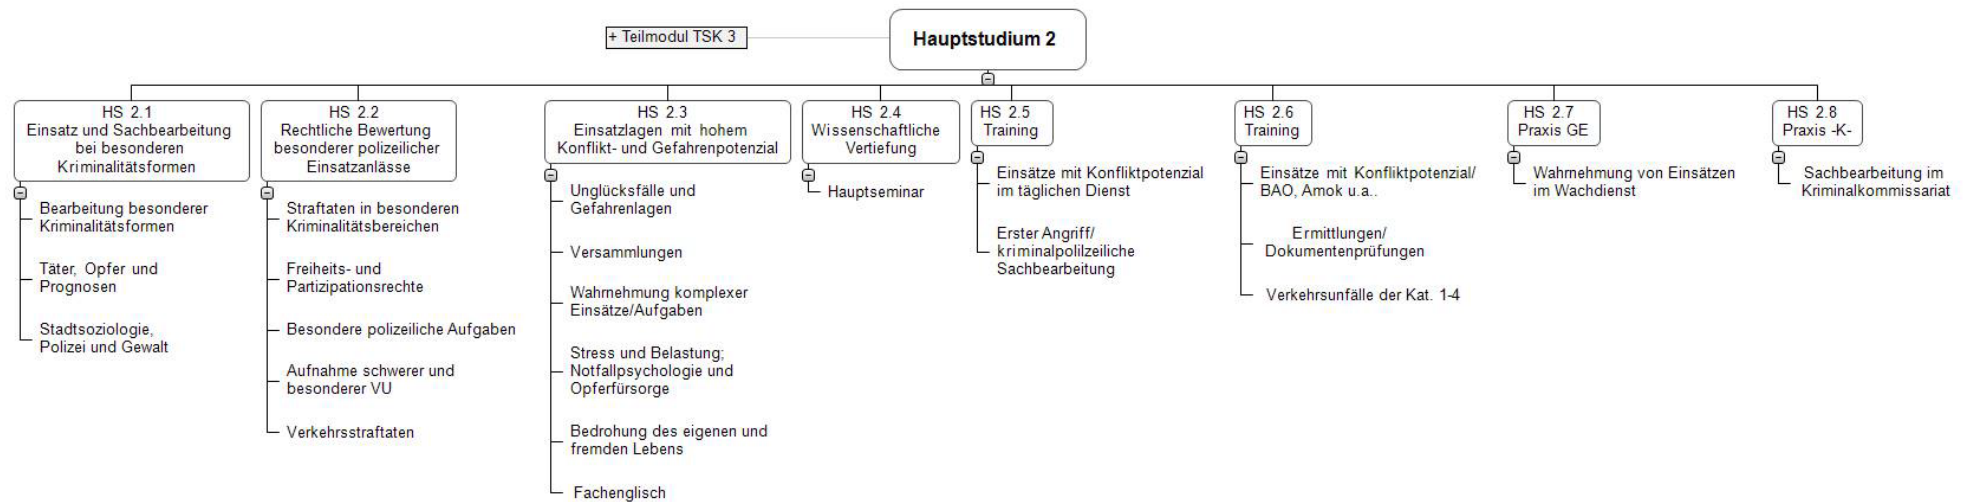 + Teilmodul TSK 3
Hauptstudium 2
HS 2.1
Einsatz und Sachbearbeitung
bei besonderen
Kriminalitätsformen
Bearbeitung besonderer
Kriminalitätsformen
Täter, Opfer und
Prognosen
Stadtsoziologie,
Polizei und Gewalt
HS 2.2
Rechtliche Bewertung
besonderer polizeilicher
Einsatzanlässe
Straftaten in besonderen
Kriminalitätsbereichen
Freiheits- und
Partizipationsrechte
Besondere polizeiliche Aufgaben
Aufnahme schwerer und
besonderer VU
Verkehrsstraftaten
HS 2.3
Einsatzlagen mit hohem
Konflikt- und Gefahrenpotenzial
Unglücksfälle und
Gefahrenlagen
Versammlungen
Wahrnehmung komplexer
Einsätze/Aufgaben
Stress und Belastung;
Notfallpsychologie und
Opferfürsorge
Bedrohung des eigenen und
fremden Lebens
Fachenglisch
HS 2.4
Wissenschaftliche
Vertiefung
Hauptseminar
HS 2.5
Training
Einsätze mit Konfliktpotenzial
im täglichen Dienst
Erster Angriff/
kriminalpolilzeiliche
Sachbearbeitung
HS 2.6
Training
Einsätze mit Konfliktpotenzial/
BAO, Amok u.a..
Ermittlungen/
Dokumentenprüfungen
Verkehrsunfälle der Kat. 1-4
HS 2.7
Praxis GE
Wahrnehmung von Einsätzen
im Wachdienst
HS 2.8
Praxis -K-
Sachbearbeitung im
Kriminalkommissariat